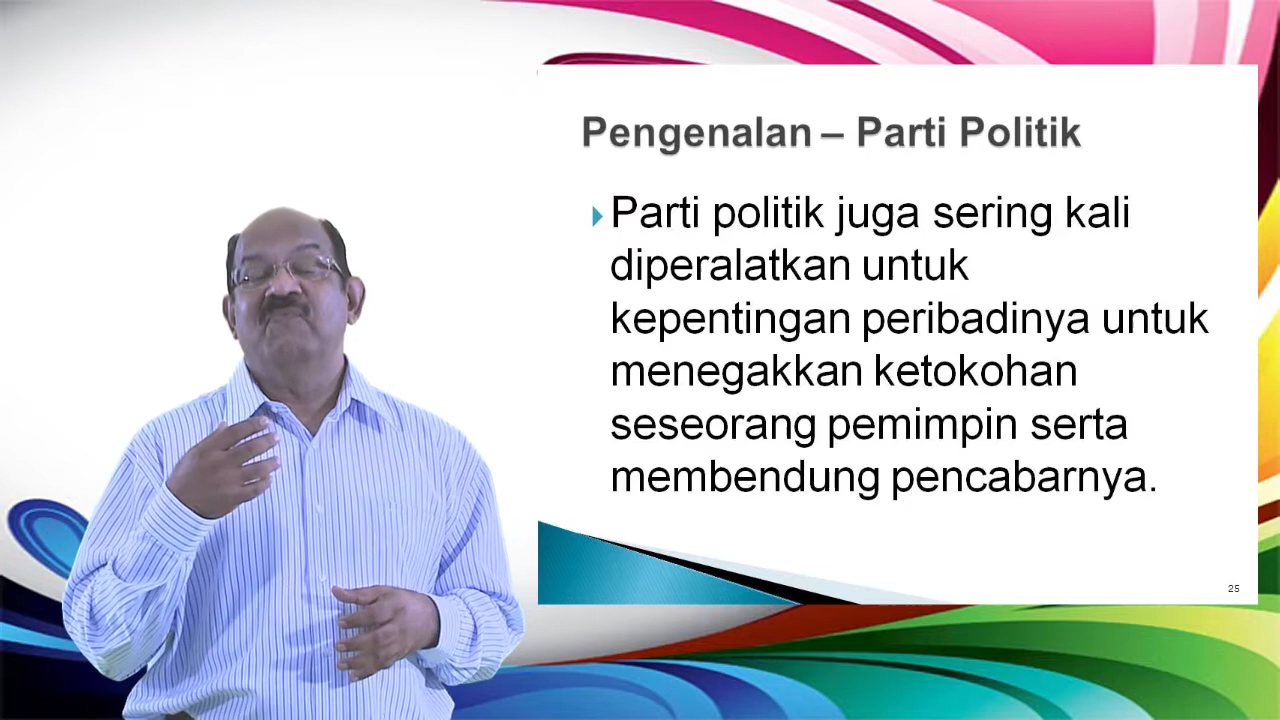 Pengenalan – Parti Politik
Parti politik juga sering kali
diperalatkan untuk
kepentingan peribadinya untuk
menegakkan ketokohan
seseorang pemimpin serta
membendung pencabarnya.
25